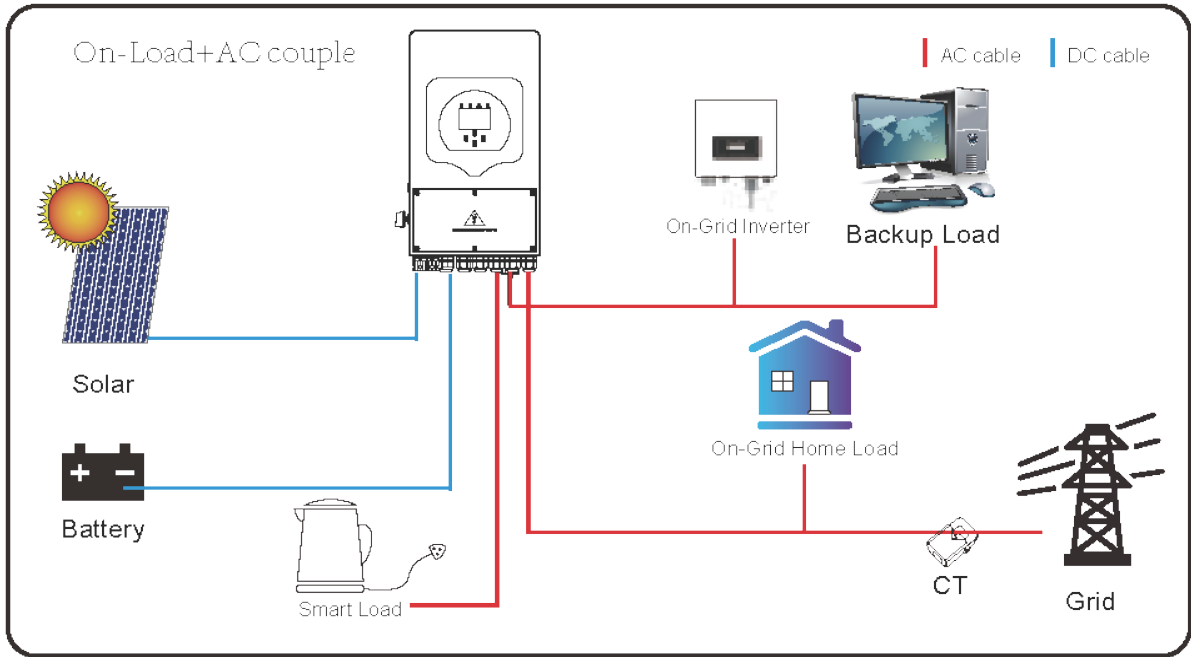 On-Load+AC couple
AC cable
DC cable
On-Grid Inverter
Backup Load
Solar
On-Grid Home Load
+ −
Battery
Smart Load
CT
Grid